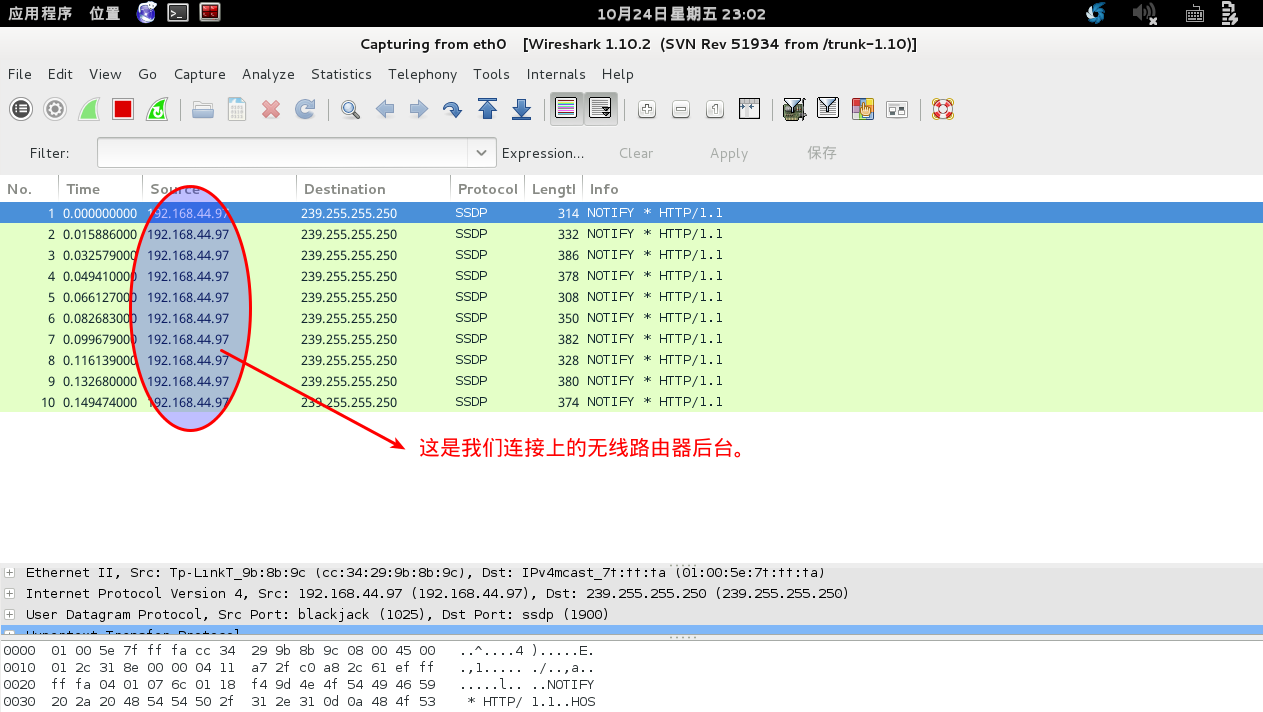 应用程序 位置 10月24日星期五 23:02
Capturing from eth0 [Wireshark 1.10.2 (SVN Rev 51934 from /trunk-1.10)]
File Edit View Go Capture Analyze Statistics Telephony Tools Internals Help
Filter: Expression... Clear Apply 保存
No. Time Source Destination Protocol Lengtl Info
1 0.000000000 192.168.44.97 239.255.255.250 SSDP 314 NOTIFY * HTTP/1.1
2 0.015886000 192.168.44.97 239.255.255.250 SSDP 332 NOTIFY * HTTP/1.1
3 0.032579000 192.168.44.97 239.255.255.250 SSDP 386 NOTIFY * HTTP/1.1
4 0.049410000 192.168.44.97 239.255.255.250 SSDP 378 NOTIFY * HTTP/1.1
5 0.066127000 192.168.44.97 239.255.255.250 SSDP 308 NOTIFY * HTTP/1.1
6 0.082683000 192.168.44.97 239.255.255.250 SSDP 350 NOTIFY * HTTP/1.1
7 0.099679000 192.168.44.97 239.255.255.250 SSDP 382 NOTIFY * HTTP/1.1
8 0.116139000 192.168.44.97 239.255.255.250 SSDP 328 NOTIFY * HTTP/1.1
9 0.132680000 192.168.44.97 239.255.255.250 SSDP 380 NOTIFY * HTTP/1.1
10 0.149474000 192.168.44.97 239.255.255.250 SSDP 374 NOTIFY * HTTP/1.1
这是我们连接上的无线路由器后台。
Ethernet II, Src: Tp-LinkT_9b:8b:9c (cc:34:29:9b:8b:9c), Dst: IPv4mcast_7f:ff:fa (01:00:5e:7f:ff:fa)
Internet Protocol Version 4, Src: 192.168.44.97 (192.168.44.97), Dst: 239.255.255.250 (239.255.255.250)
User Datagram Protocol, Src Port: blackjack (1025), Dst Port: ssdp (1900)
Hypertext Transfer Protocol
0000 01 00 5e 7f ff fa cc 34 29 9b 8b 9c 08 00 45 00 ..^....4 ).....E.
0010 01 2c 31 8e 00 00 04 11 a7 2f c0 a8 2c 61 ef ff .,1..... ./..,a..
0020 ff fa 04 01 07 6c 01 18 f4 9d 4e 4f 54 49 46 59 .....l.. ..NOTIFY
0030 20 2a 20 48 54 54 50 2f 31 2e 31 0d 0a 48 4f 53 * HTTP/ 1.1..HOS